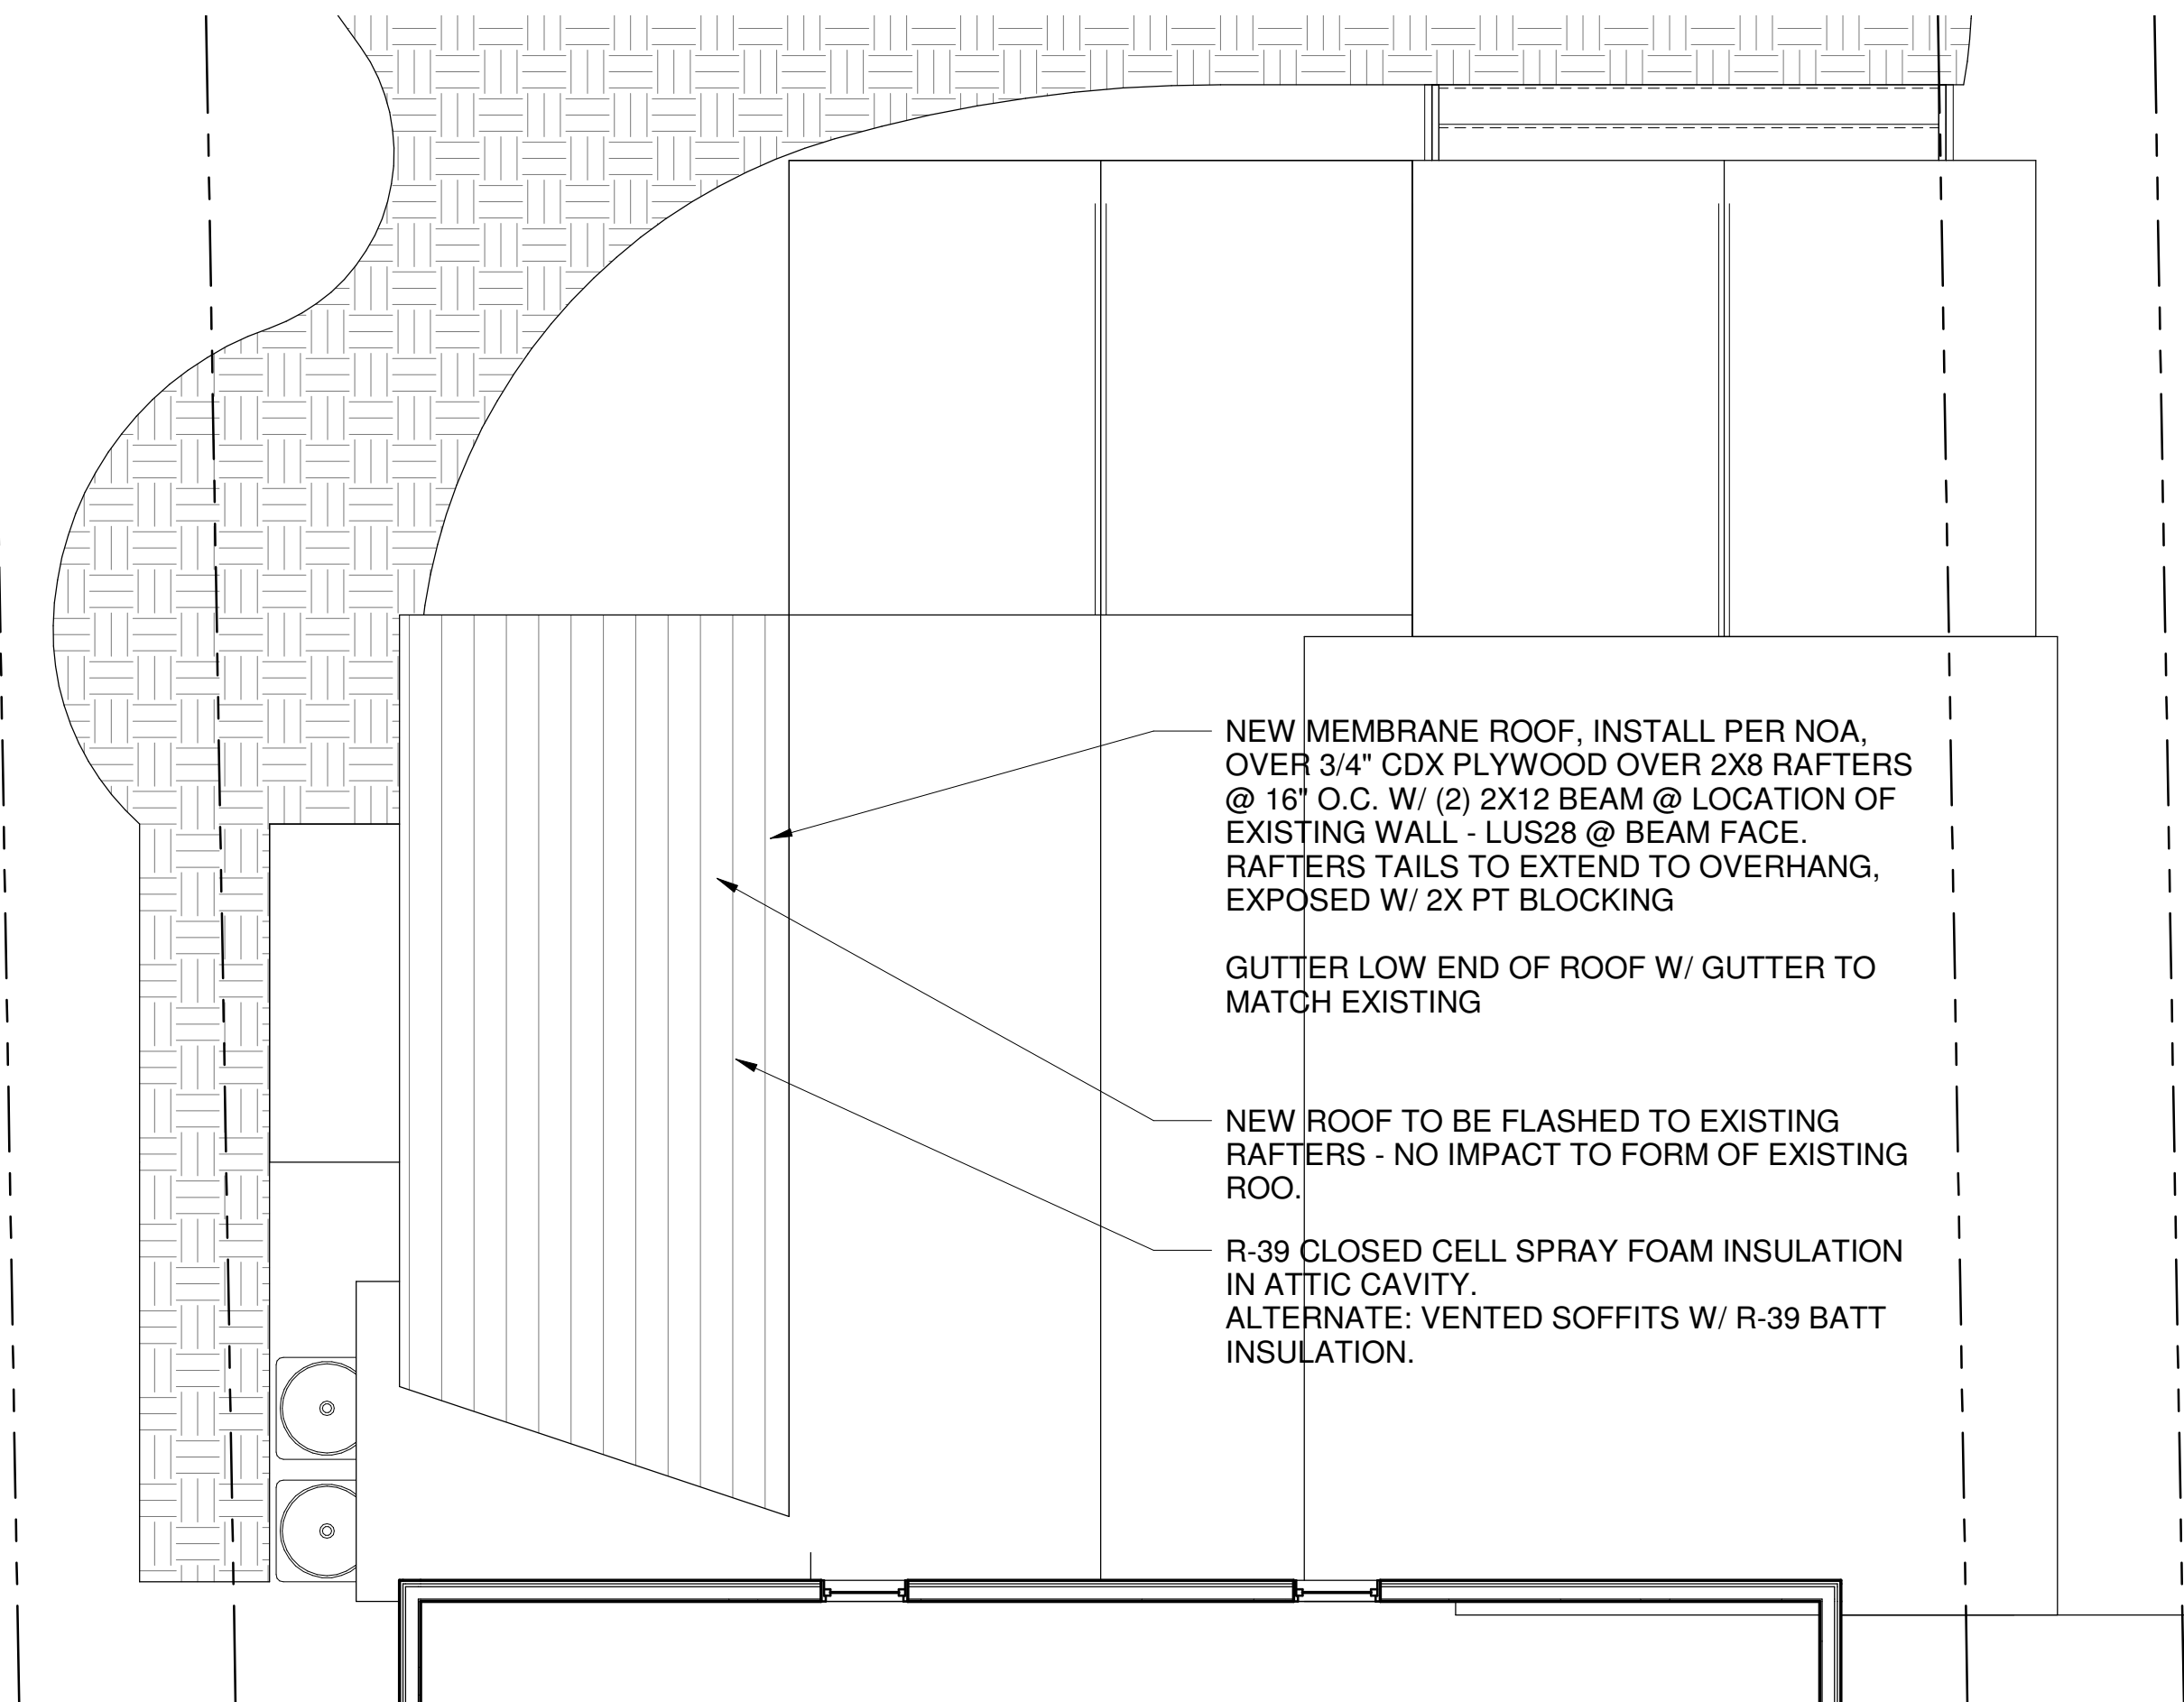 NEW MEMBRANE ROOF, INSTALL PER NOA,
OVER 3/4" CDX PLYWOOD OVER 2X8 RAFTERS
@ 16" O.C. W/ (2) 2X12 BEAM @ LOCATION OF
EXISTING WALL - LUS28 @ BEAM FACE.
RAFTERS TAILS TO EXTEND TO OVERHANG,
EXPOSED W/ 2X PT BLOCKING
GUTTER LOW END OF ROOF W/ GUTTER TO
MATCH EXISTING
NEW ROOF TO BE FLASHED TO EXISTING
RAFTERS - NO IMPACT TO FORM OF EXISTING
ROO.
R-39 CLOSED CELL SPRAY FOAM INSULATION
IN ATTIC CAVITY.
ALTERNATE: VENTED SOFFITS W/ R-39 BATT
INSULATION.